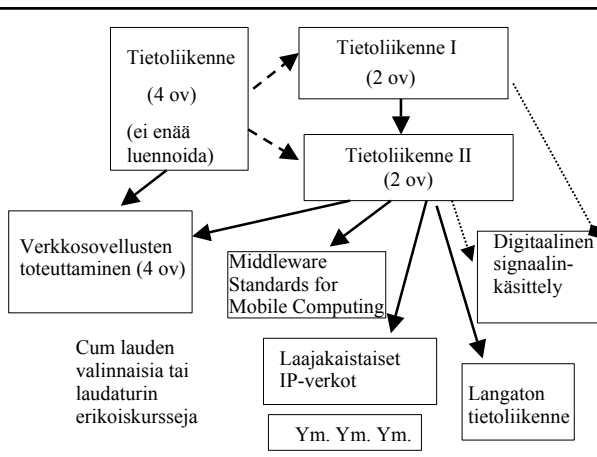 Tietoliikenne
(4 ov)
(ei enää
luennoida)
Tietoliikenne I
(2 ov)
Tietoliikenne II
(2 ov)
Verkkosovellusten
toteuttaminen (4 ov)
Middleware
Standards for
Mobile Computing
Digitaalinen
signaalin-
käsittely
Cum lauden
valinnaisia tai
laudaturin
erikoiskursseja
Laajakaistaiset
IP-verkot
Langaton
tietoliikenne
Ym. Ym. Ym.